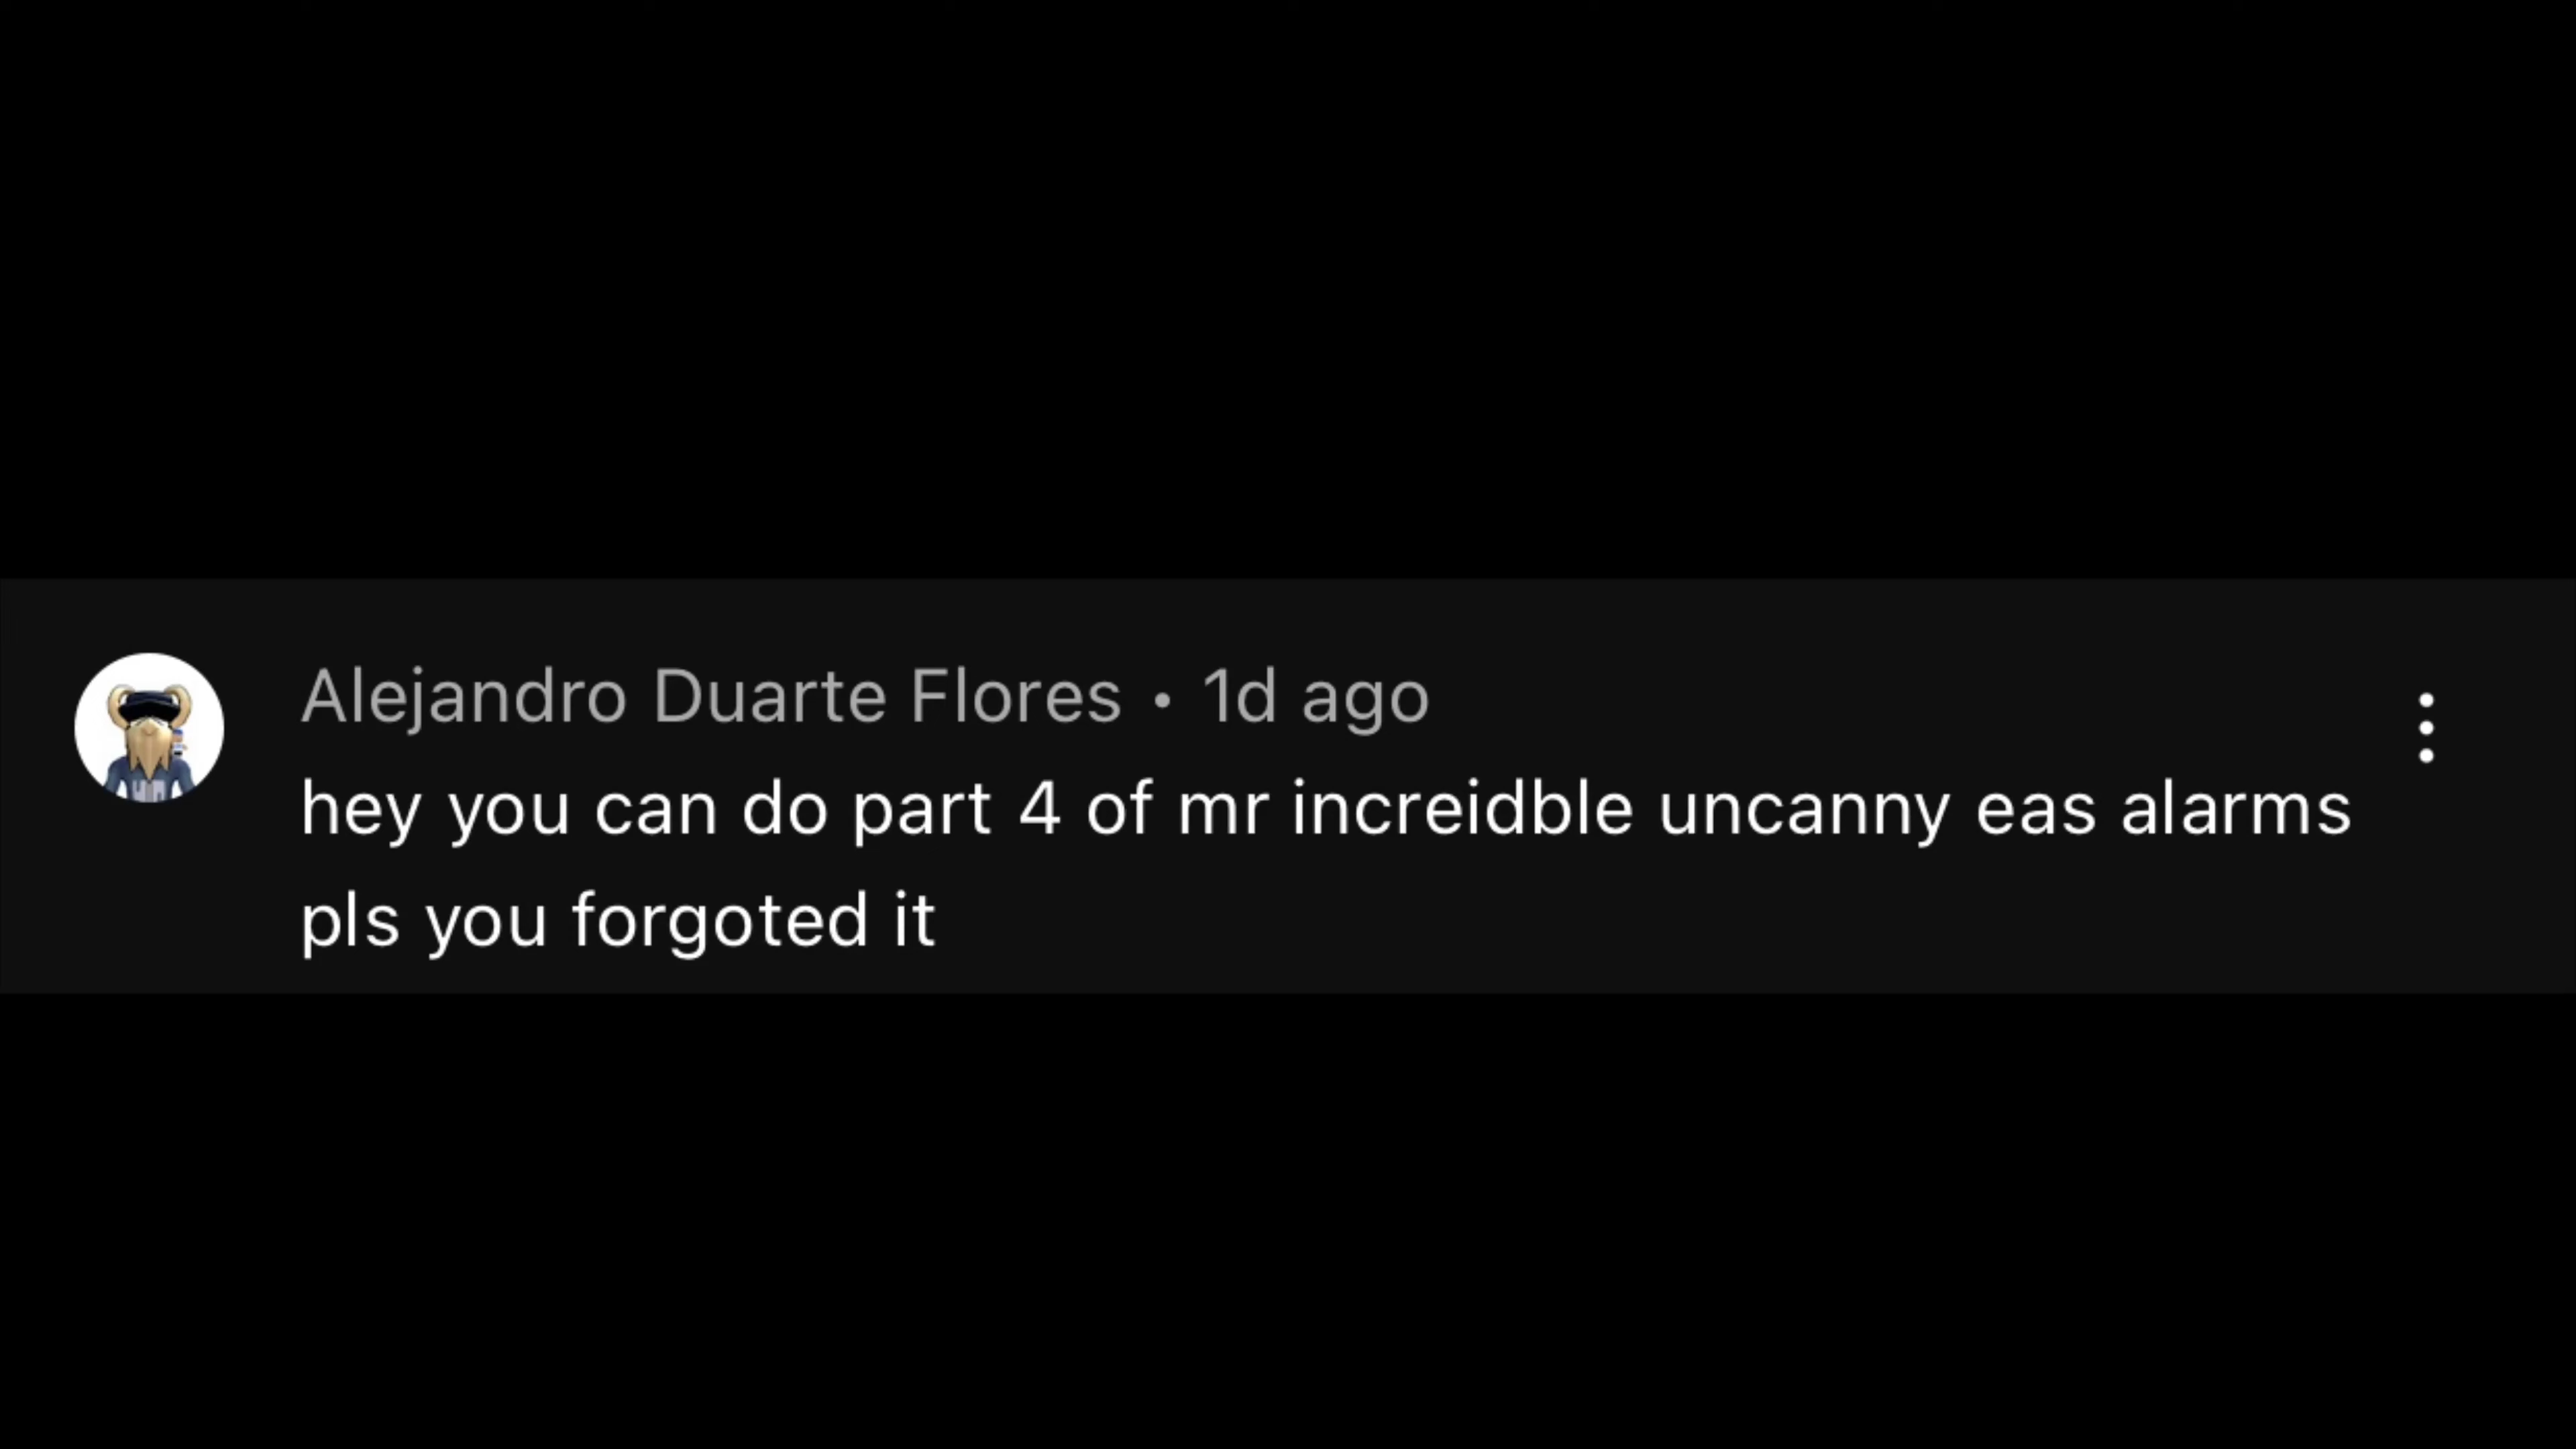 Alejandro Duarte Flores • 1d ago
hey you can do part 4 of mr increidble uncanny eas alarms
pls you forgoted it